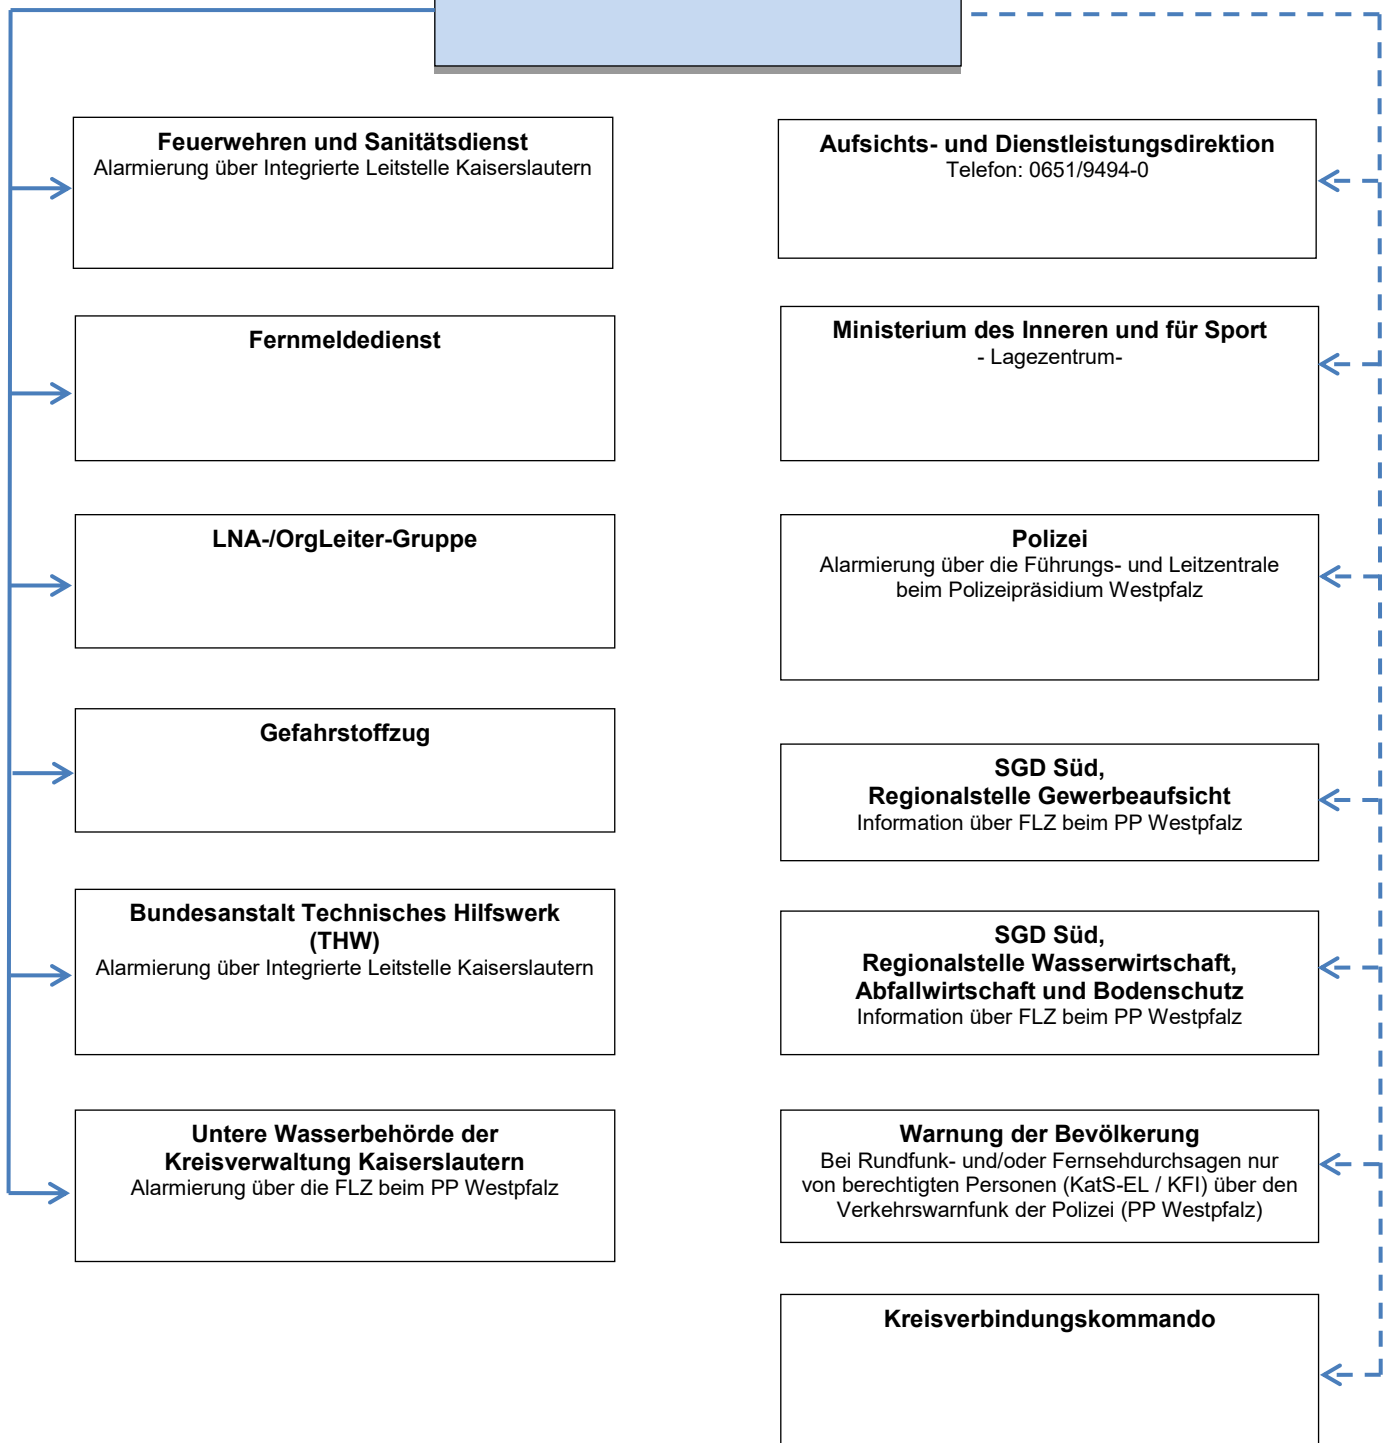 Feuerwehren und Sanitätsdienst
Alarmierung über Integrierte Leitstelle Kaiserslautern
Fernmeldedienst
LNA-/OrgLeiter-Gruppe
Gefahrstoffzug
Bundesanstalt Technisches Hilfswerk
(THW)
Alarmierung über Integrierte Leitstelle Kaiserslautern
Untere Wasserbehörde der
Kreisverwaltung Kaiserslautern
Alarmierung über die FLZ beim PP Westpfalz
Aufsichts- und Dienstleistungsdirektion
Telefon: 0651/9494-0
Ministerium des Inneren und für Sport
- Lagezentrum-
Polizei
Alarmierung über die Führungs- und Leitzentrale
beim Polizeipräsidium Westpfalz
SGD Süd,
Regionalstelle Gewerbeaufsicht
Information über FLZ beim PP Westpfalz
SGD Süd,
Regionalstelle Wasserwirtschaft,
Abfallwirtschaft und Bodenschutz
Information über FLZ beim PP Westpfalz
Warnung der Bevölkerung
Bei Rundfunk- und/oder Fernsehdurchsagen nur
von berechtigten Personen (KatS-EL / KFI) über den
Verkehrswarnfunk der Polizei (PP Westpfalz)
Kreisverbindungskommando